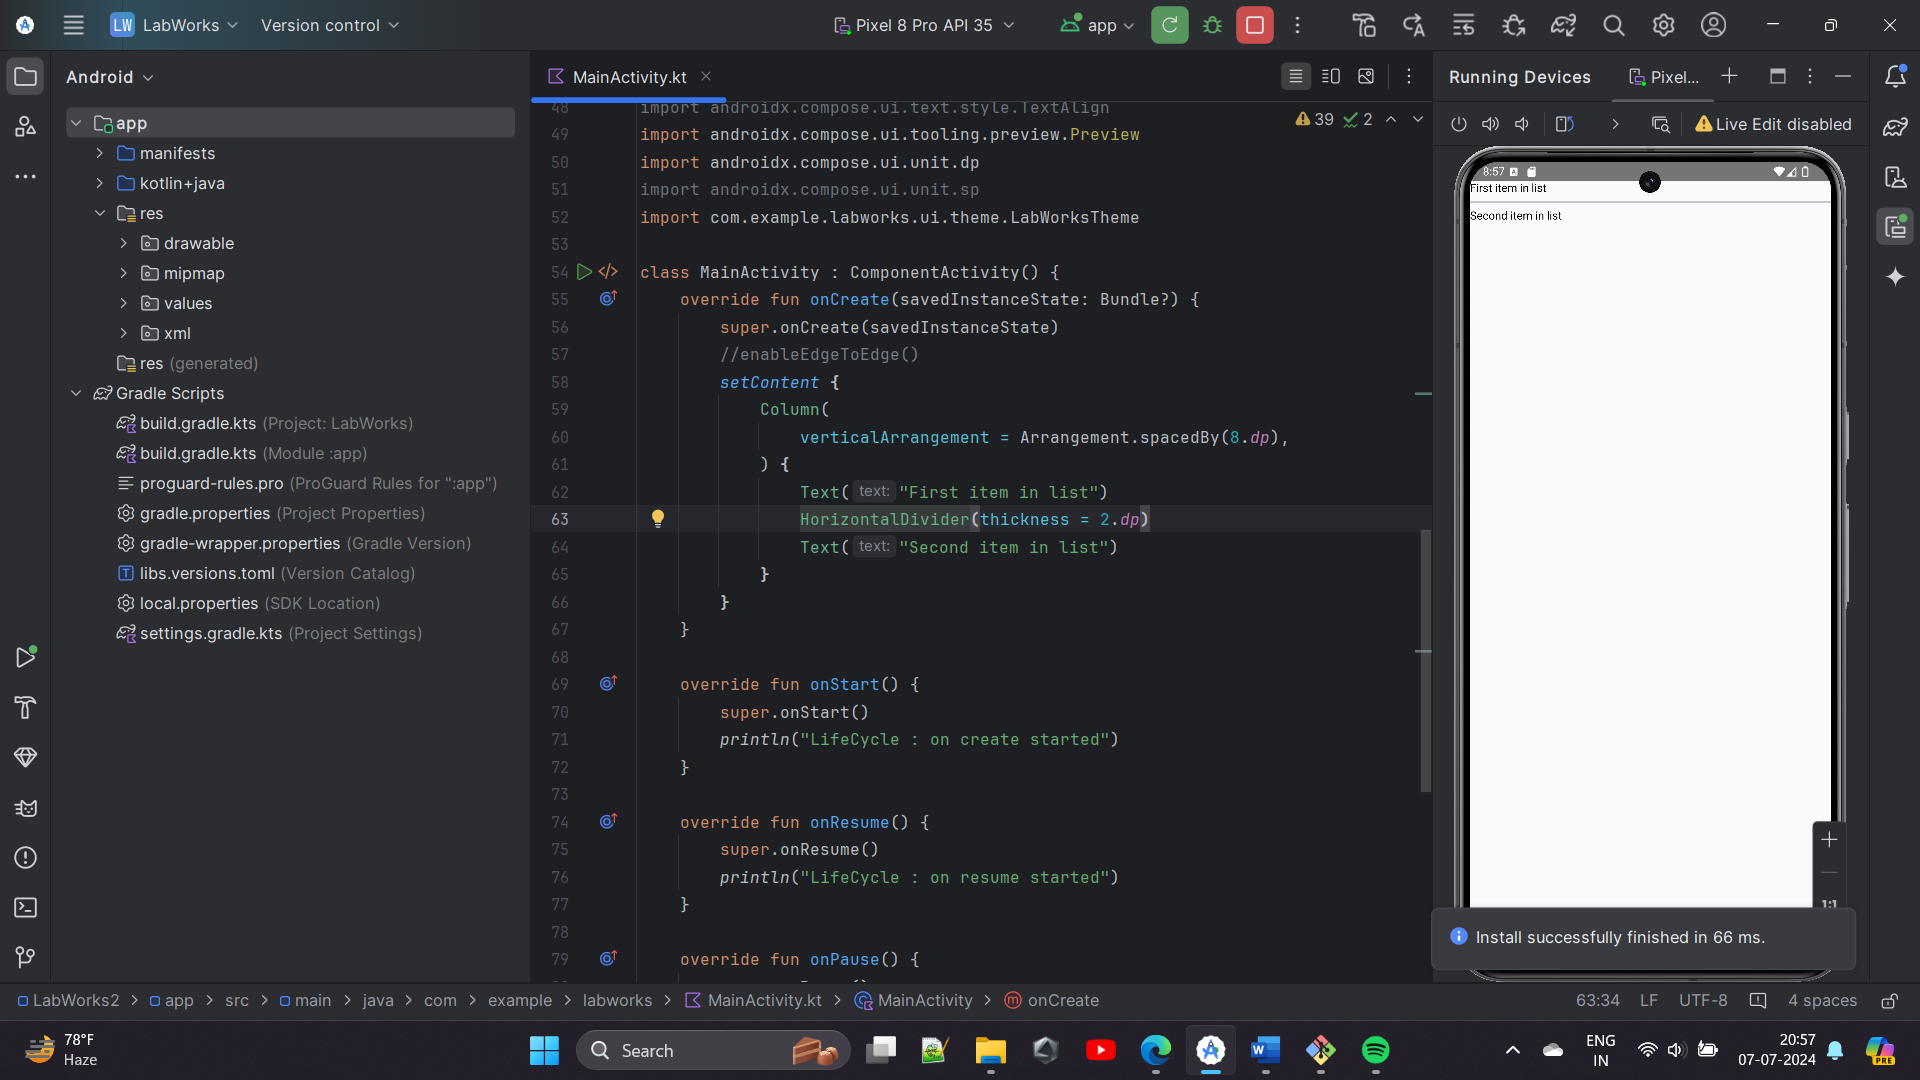 LW LabWorks Version control Pixel 8 Pro API 35 app
Android
app
manifests
kotlin+java
res
drawable
mipmap
values
xml
res (generated)
Gradle Scripts
build.gradle.kts (Project: LabWorks)
build.gradle.kts (Module :app)
proguard-rules.pro (ProGuard Rules for ":app")
gradle.properties (Project Properties)
gradle-wrapper.properties (Gradle Version)
libs.versions.toml (Version Catalog)
local.properties (SDK Location)
settings.gradle.kts (Project Settings)
MainActivity.kt
39 2
48 import androidx.compose.ui.text.style.TextAlign
49 import androidx.compose.ui.tooling.preview.Preview
50 import androidx.compose.ui.unit.dp
51 import androidx.compose.ui.unit.sp
52 import com.example.labworks.ui.theme.LabWorksTheme
53
54 class MainActivity : ComponentActivity() {
55 override fun onCreate(savedInstanceState: Bundle?) {
56 super.onCreate(savedInstanceState)
57 //enableEdgeToEdge()
58 setContent {
59 Column(
60 verticalArrangement = Arrangement.spacedBy(8.dp),
61 ) {
62 Text( text: "First item in list")
63 HorizontalDivider(thickness = 2.dp)
64 Text( text: "Second item in list")
65 }
66 }
67 }
68
69 override fun onStart() {
70 super.onStart()
71 println("LifeCycle : on create started")
72 }
73
74 override fun onResume() {
75 super.onResume()
76 println("LifeCycle : on resume started")
77 }
78
79 override fun onPause() {
Running Devices Pixel...
Live Edit disabled
8:57
First item in list
Second item in list
1:1
Install successfully finished in 66 ms.
LabWorks2 > app > src > main > java > com > example > labworks > MainActivity.kt > MainActivity > onCreate
63:34 LF UTF-8 4 spaces
78°F
Haze
Search
ENG
IN
20:57
07-07-2024
PRE